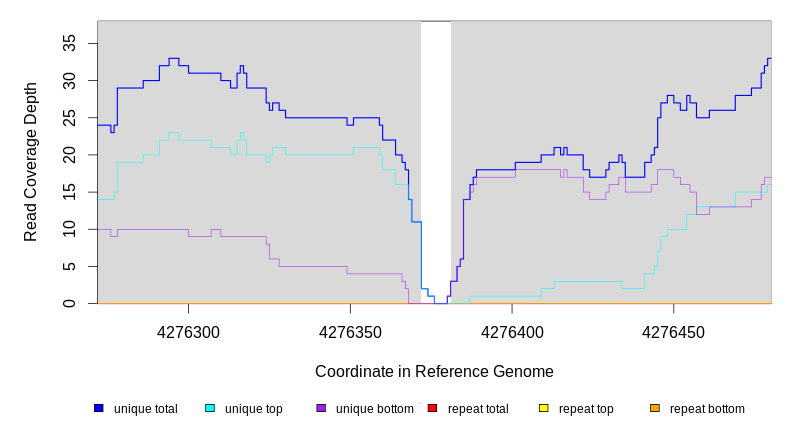 35
30
25
20
15
10
5
0
Read Coverage Depth
4276300 4276350 4276400 4276450
Coordinate in Reference Genome
unique total unique top unique bottom repeat total repeat top repeat bottom